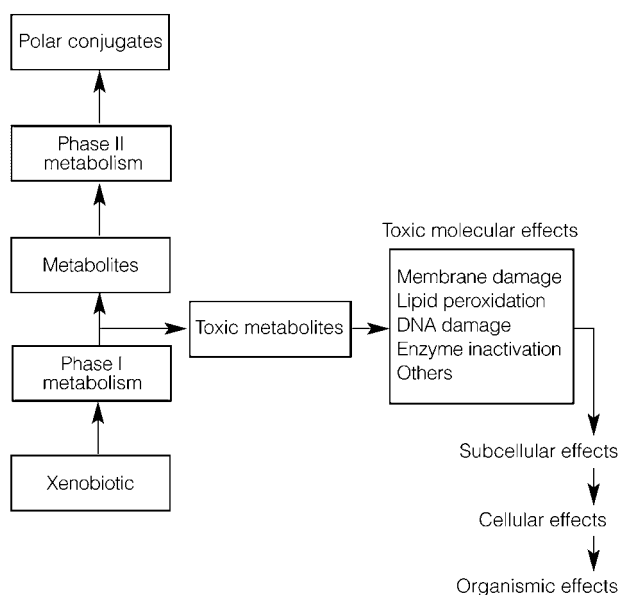 Polar conjugates
Phase II
metabolism
Metabolites
Phase I
metabolism
Xenobiotic
Toxic metabolites
Toxic molecular effects
Membrane damage
Lipid peroxidation
DNA damage
Enzyme inactivation
Others
Subcellular effects
Cellular effects
Organismic effects